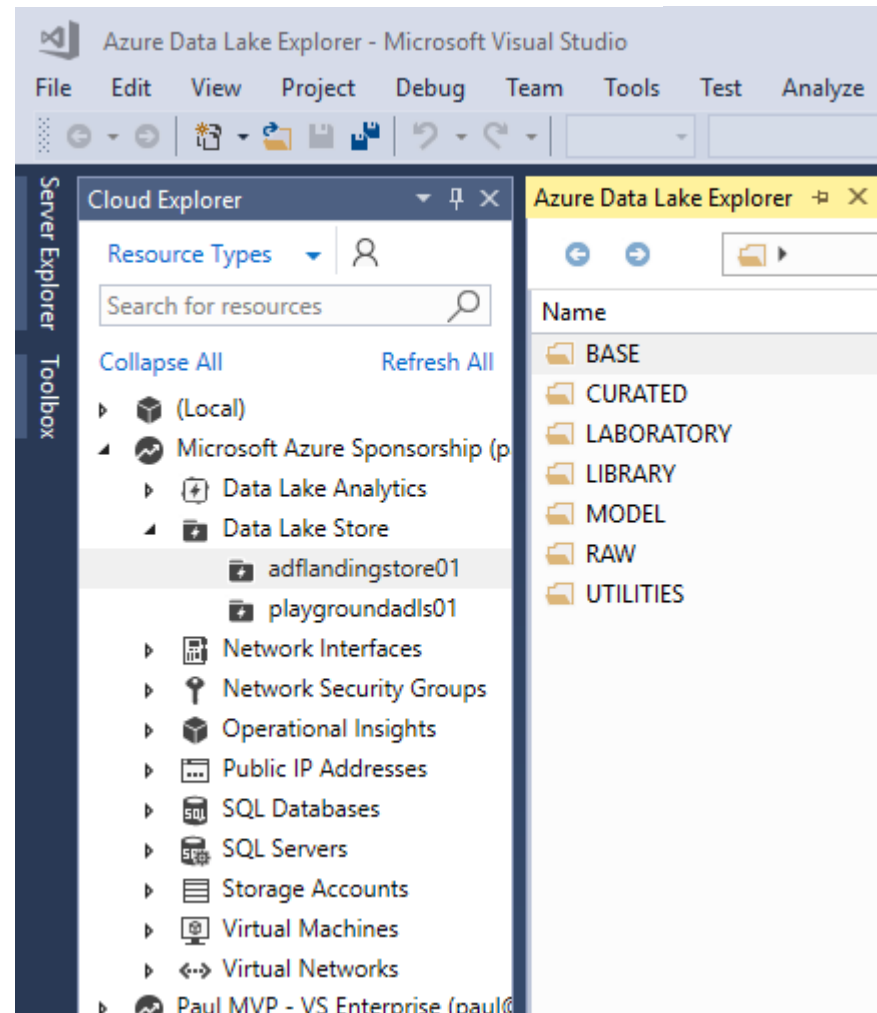 Azure Data Lake Explorer - Microsoft Visual Studio
File Edit View Project Debug Team Tools Test Analyze
Server Explorer
Toolbox
Cloud Explorer
Resource Types
Search for resources
Collapse All Refresh All
(Local)
Microsoft Azure Sponsorship (p
Data Lake Analytics
Data Lake Store
adflandingstore01
playgroundadls01
Network Interfaces
Network Security Groups
Operational Insights
Public IP Addresses
SQL Databases
SQL Servers
Storage Accounts
Virtual Machines
Virtual Networks
Paul MVP - VS Enterprise (paul@
Azure Data Lake Explorer
Name
BASE
CURATED
LABORATORY
LIBRARY
MODEL
RAW
UTILITIES